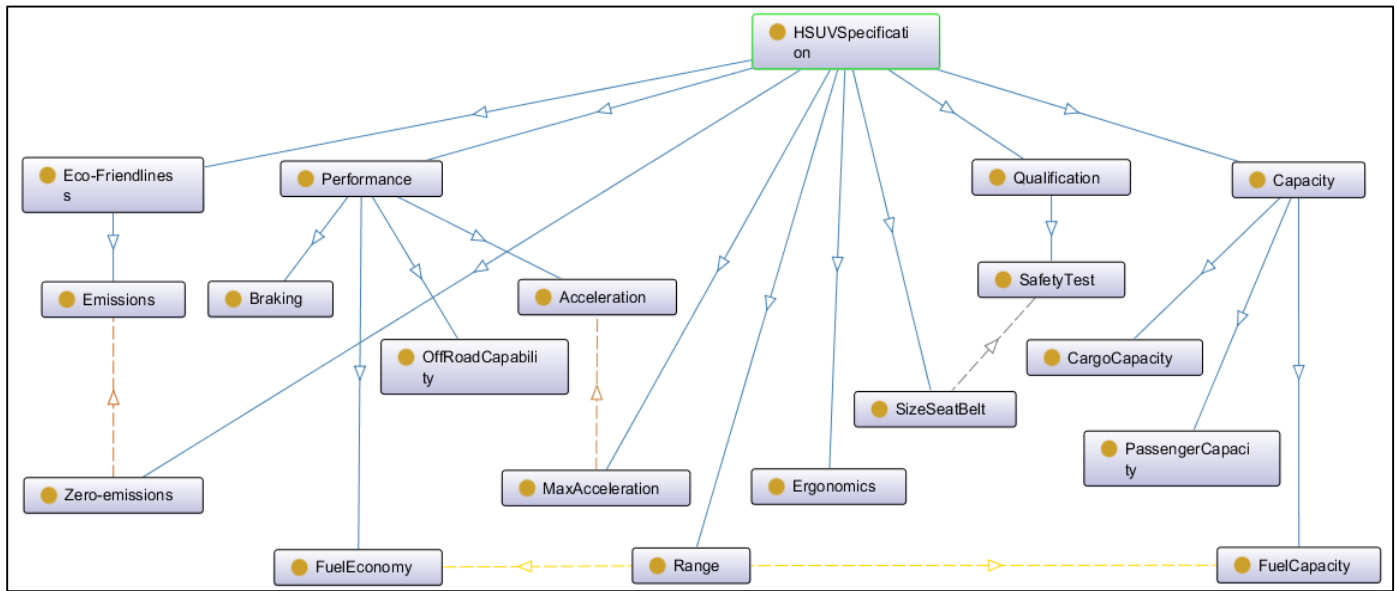 HSUVSpecificati
on
Eco-Friendlines
s
Performance
Qualification
Capacity
Emissions
Braking
Acceleration
SafetyTest
OffRoadCapabili
ty
CargoCapacity
SizeSeatBelt
PassengerCapaci
ty
Zero-emissions
MaxAcceleration
Ergonomics
FuelEconomy
Range
FuelCapacity